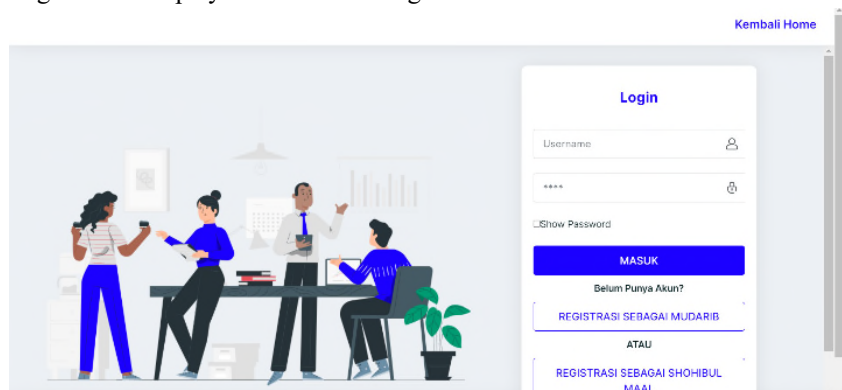 Kembali Home
Login
Username
****
Show Password
MASUK
Belum Punya Akun?
REGISTRASI SEBAGAI MUDARIB
ATAU
REGISTRASI SEBAGAI SHOHIBUL
MAAL